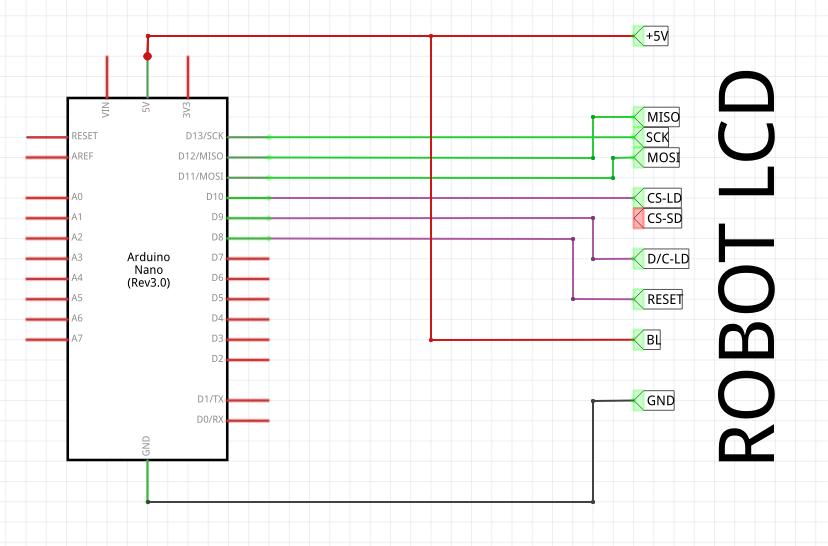 +5V
VIN
5V
3V3
MISO
RESET
D13/SCK
SCK
AREF
D12/MISO
MOSI
D11/MOSI
A0
D10
CS-LD
A1
D9
CS-SD
A2
D8
A3
Arduino
Nano
(Rev3.0)
D7
D/C-LD
A4
D6
A5
D5
RESET
A6
D4
A7
D3
BL
D2
D1/TX
GND
D0/RX
GND
ROBOT LCD